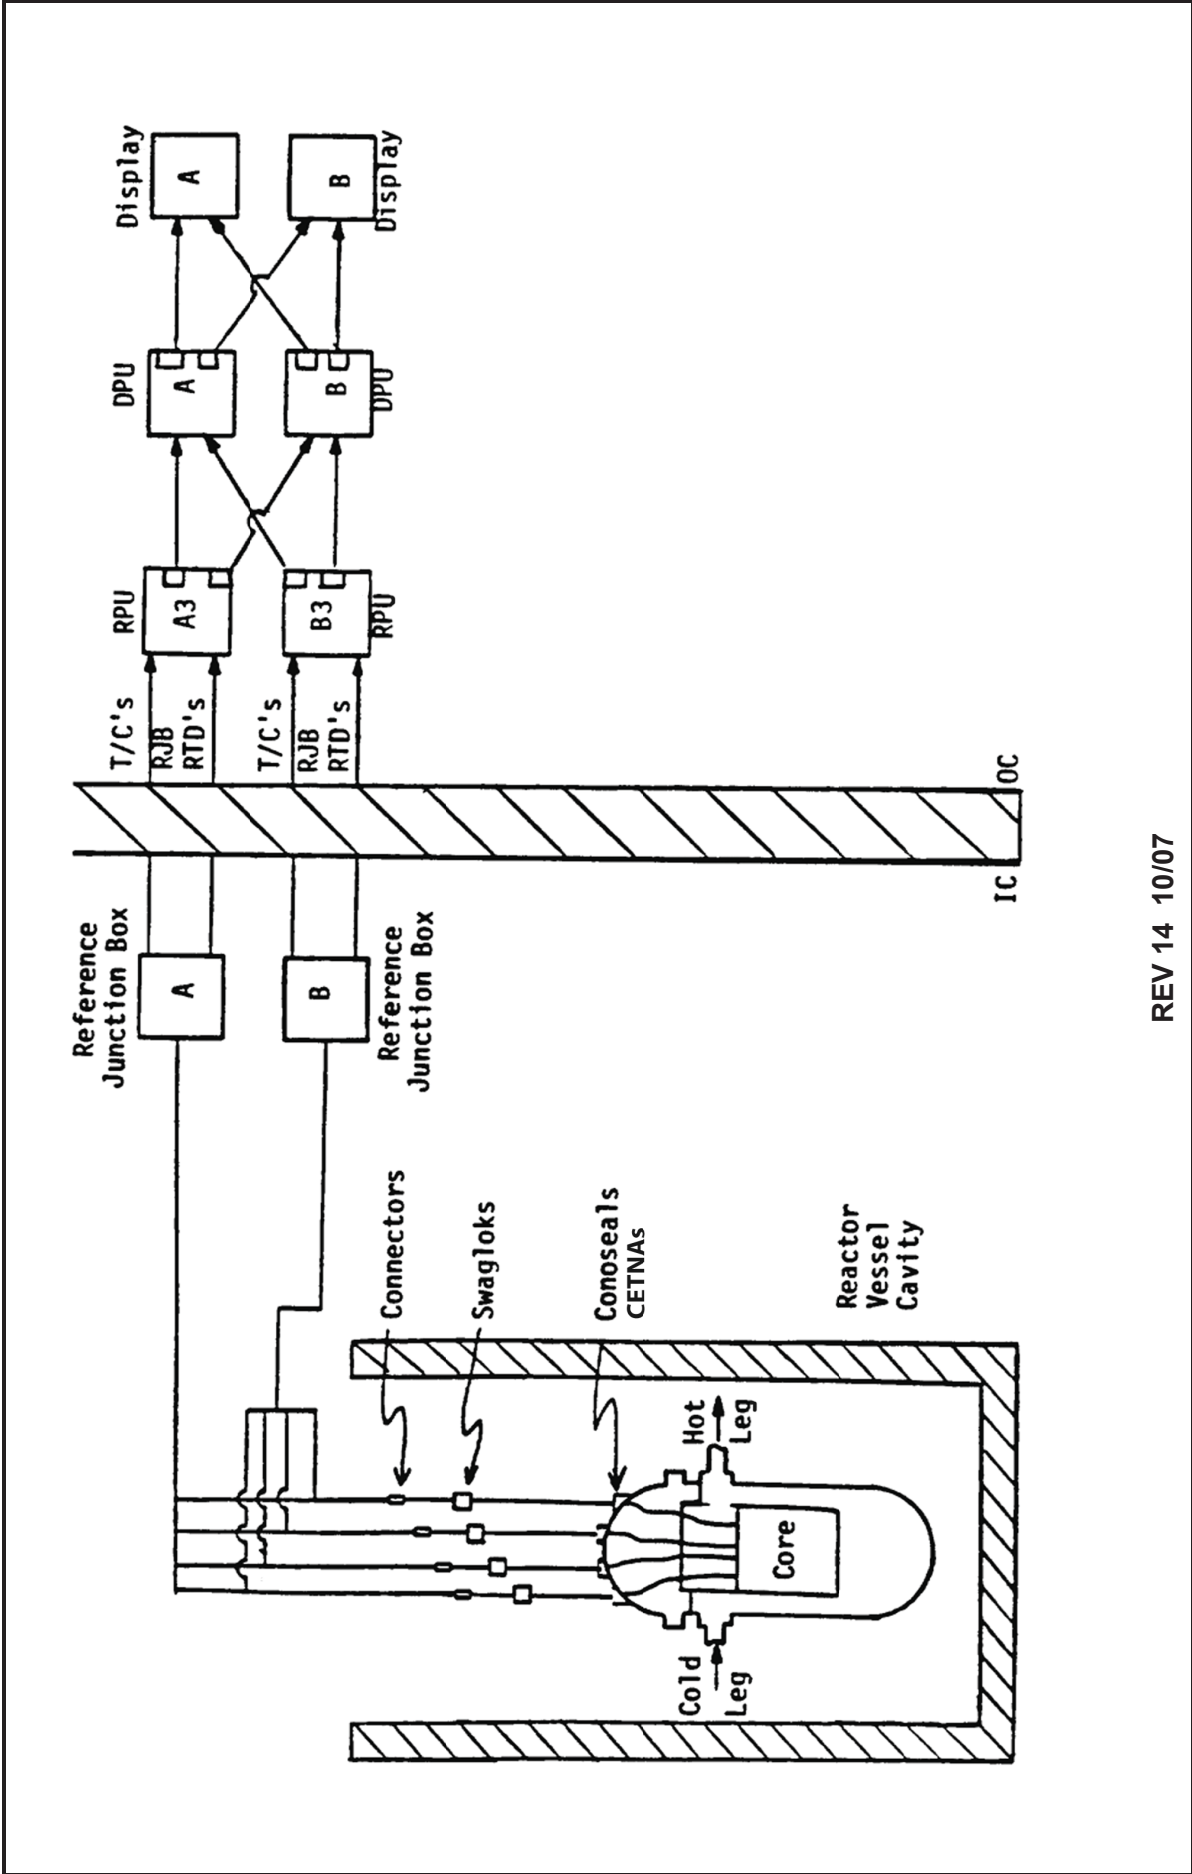 Reference
Junction Box
A
B
Reference
Junction Box
T/C's
RJB
RTD's
T/C's
RJB
RTD's
RPU
A3
B3
RPU
DPU
A
B
DPU
Display
A
B
Display
Connectors
Swagloks
Conoseals
CETNAs
Hot
Leg
Cold
Leg
Core
Reactor
Vessel
Cavity
IC
OC
REV 14 10/07